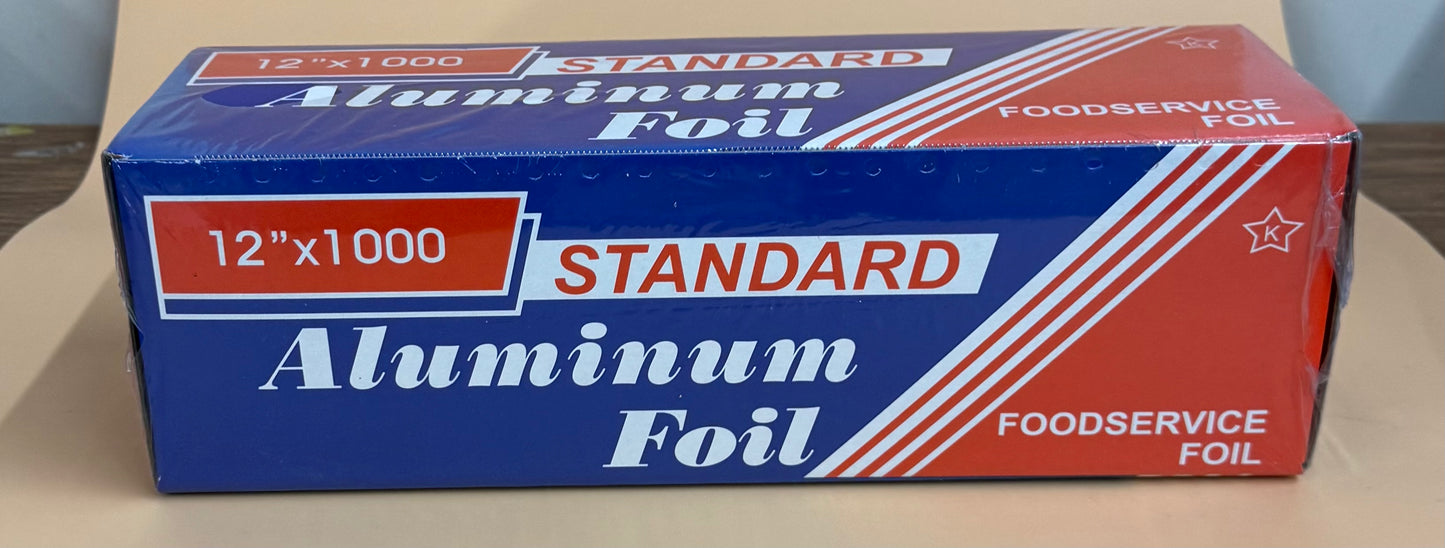 12”x1000
STANDARD
Aluminum
Foil
K
FOODSERVICE
FOIL
12”x1000
STANDARD
Aluminum
Foil
K
FOODSERVICE
FOIL